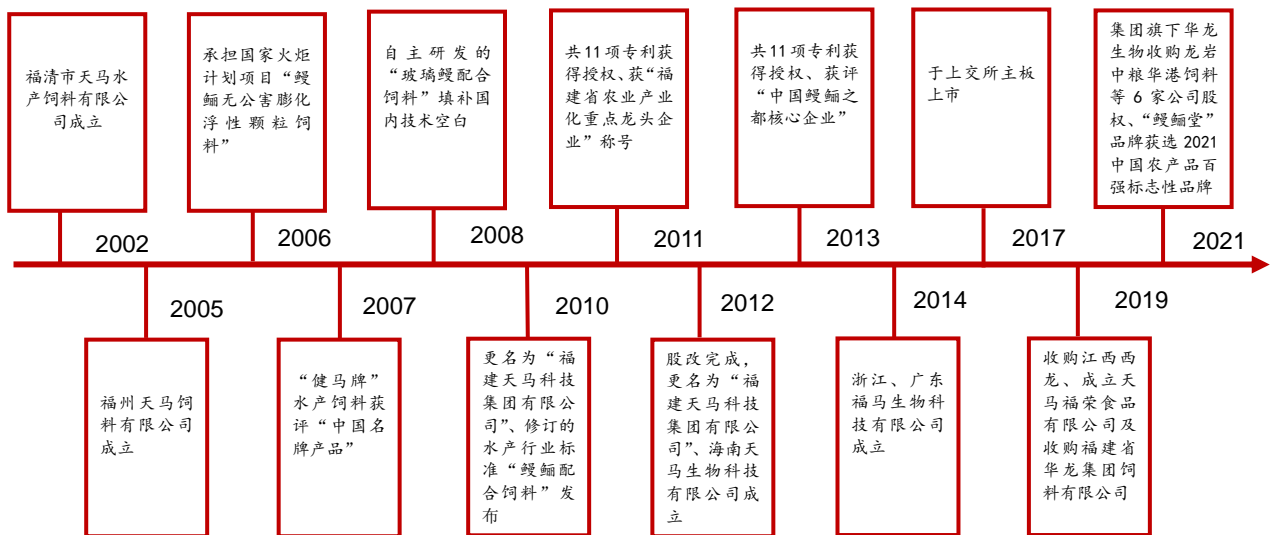 福清市天马水
产饲料有限公
司成立
承担国家火炬
计划项目“鳗
鲡无公害膨化
浮性颗粒饲
料”
自主研发的
“玻璃鳗配合
饲料”填补国
内技术空白
共11项专利获
得授权、获“福
建省农业产业
化重点龙头企
业”称号
共11项专利获
得授权、获评
“中国鳗鲡之
都核心企业”
于上交所主板
上市
集团旗下华龙
生物收购龙岩
中粮华港饲料
等6家公司股
权、“鳗鲡堂”
品牌获选2021
中国农产品百
强标志性品牌
2002
2006
2008
2011
2013
2017
2021
2005
2007
2010
2012
2014
2019
福州天马饲
料有限公司
成立
“健马牌”
水产饲料获
评“中国名
牌产品”
更名为“福
建天马科技
集团有限公
司”、修订的
水产行业标
准“鳗鲡配
合饲料”发
布
股改完成，
更名为“福
建天马科技
集团有限公
司”、海南天
马生物科技
有限公司成
立
浙江、广东
福马生物科
技有限公司
成立
收购江西西
龙、成立天
马福荣食品
有限公司及
收购福建省
华龙集团饲
料有限公司